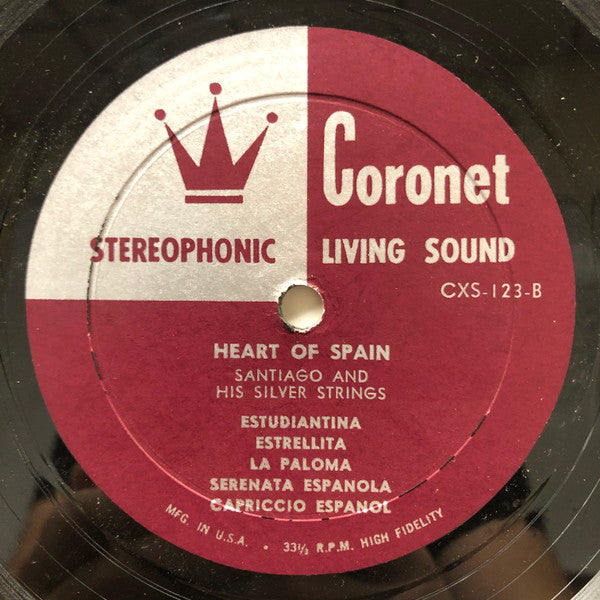 Coronet
STEREOPHONIC LIVING SOUND
CXS-123-B
HEART OF SPAIN
SANTIAGO AND
HIS SILVER STRINGS
ESTUDIANTINA
ESTRELLITA
LA PALOMA
SERENATA ESPANOLA
CAPRICCIO ESPANOL
MFG. IN U.S.A. • 33⅓ R.P.M. HIGH FIDELITY